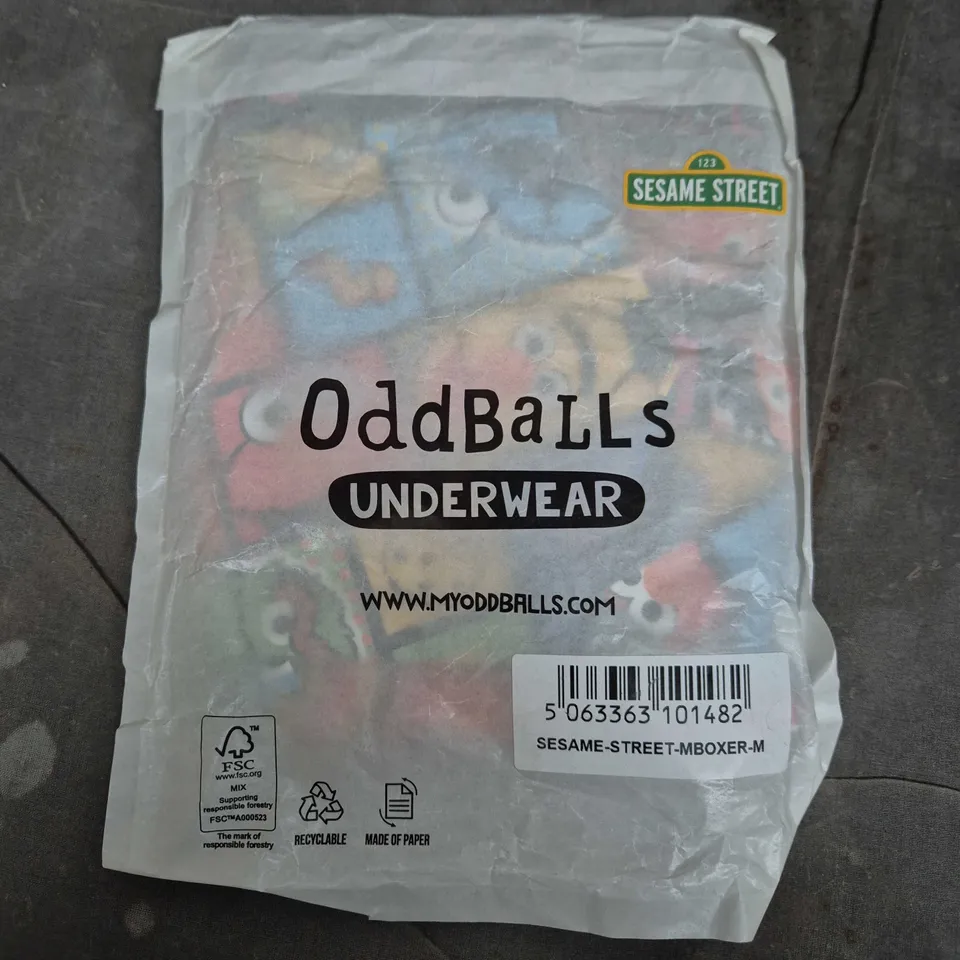 123
SESAME STREET
OddBaLLs
UNDERWEAR
WWW.MYODDBALLS.COM
5 063363 101482
SESAME-STREET-MBOXER-M
TM
FSC
www.fsc.org
MIX
Supporting
responsible forestry
FSC™A000523
The mark of
responsible forestry
RECYCLABLE
MADE OF PAPER